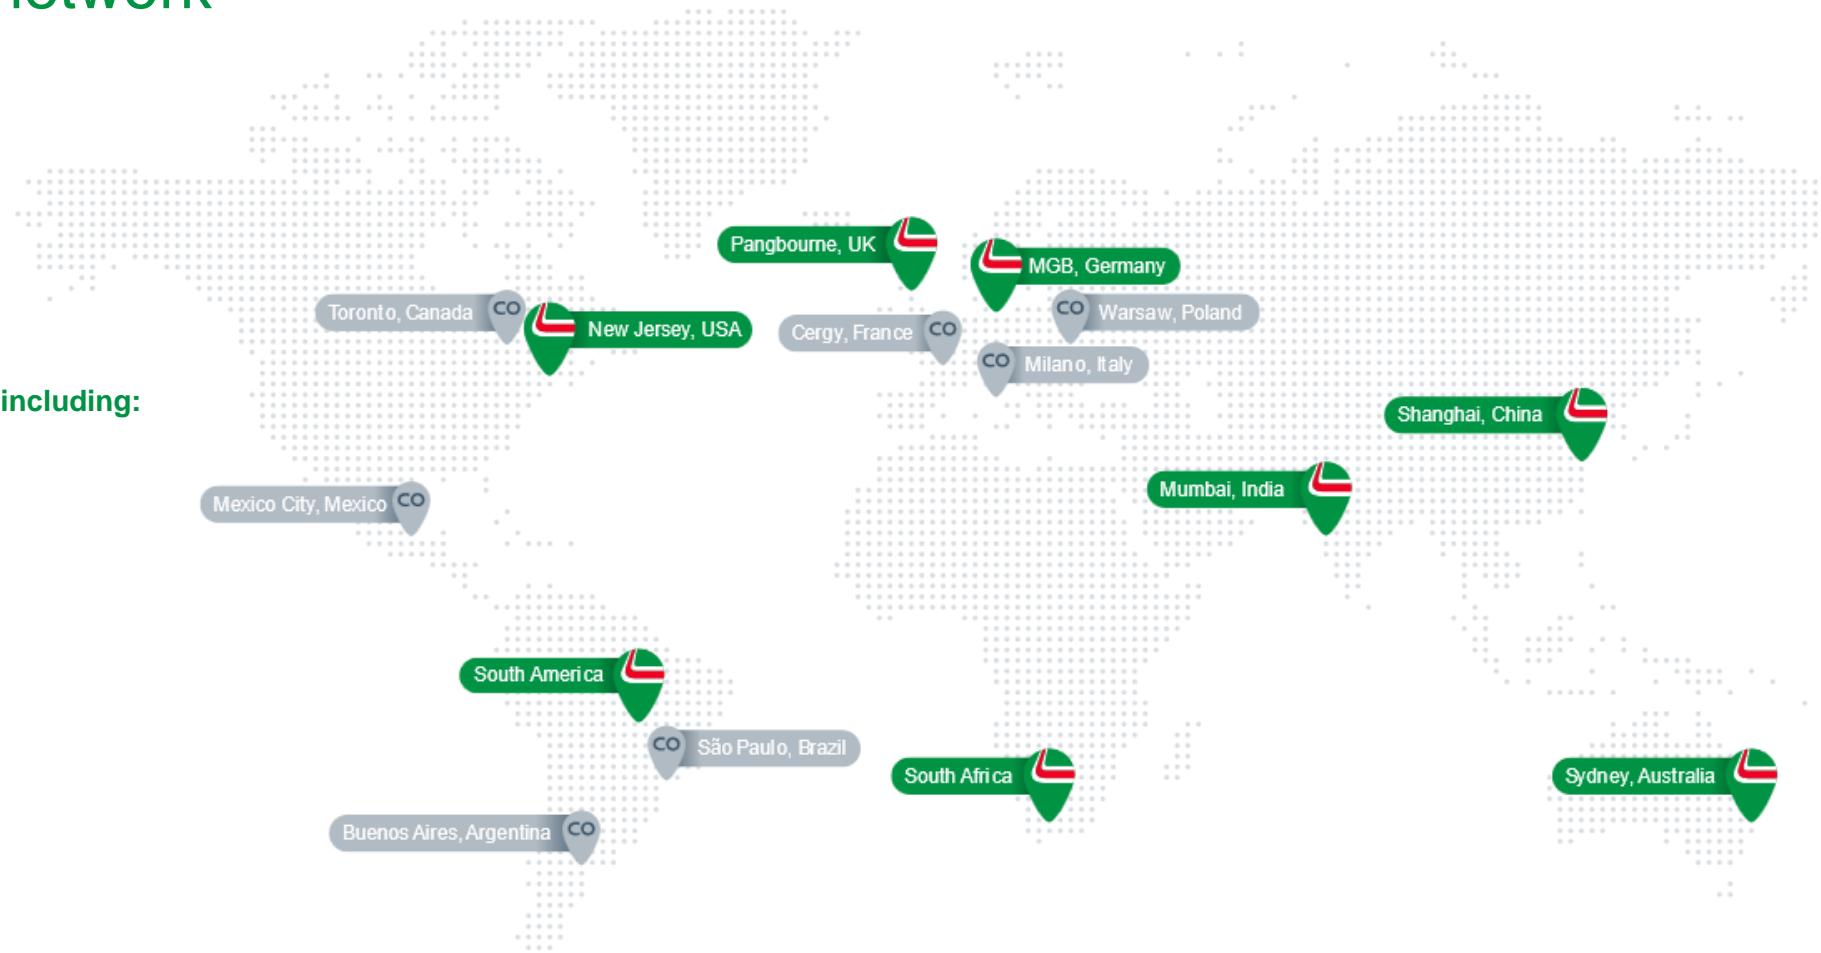 Pangbourne, UK
MGB, Germany
Toronto, Canada
CO
CO
Warsaw, Poland
New Jersey, USA
Cergy, France
CO
CO
Milano, Italy
including:
Shanghai, China
Mumbai, India
Mexico City, Mexico
CO
South America
CO
São Paulo, Brazil
South Africa
Sydney, Australia
Buenos Aires, Argentina
CO